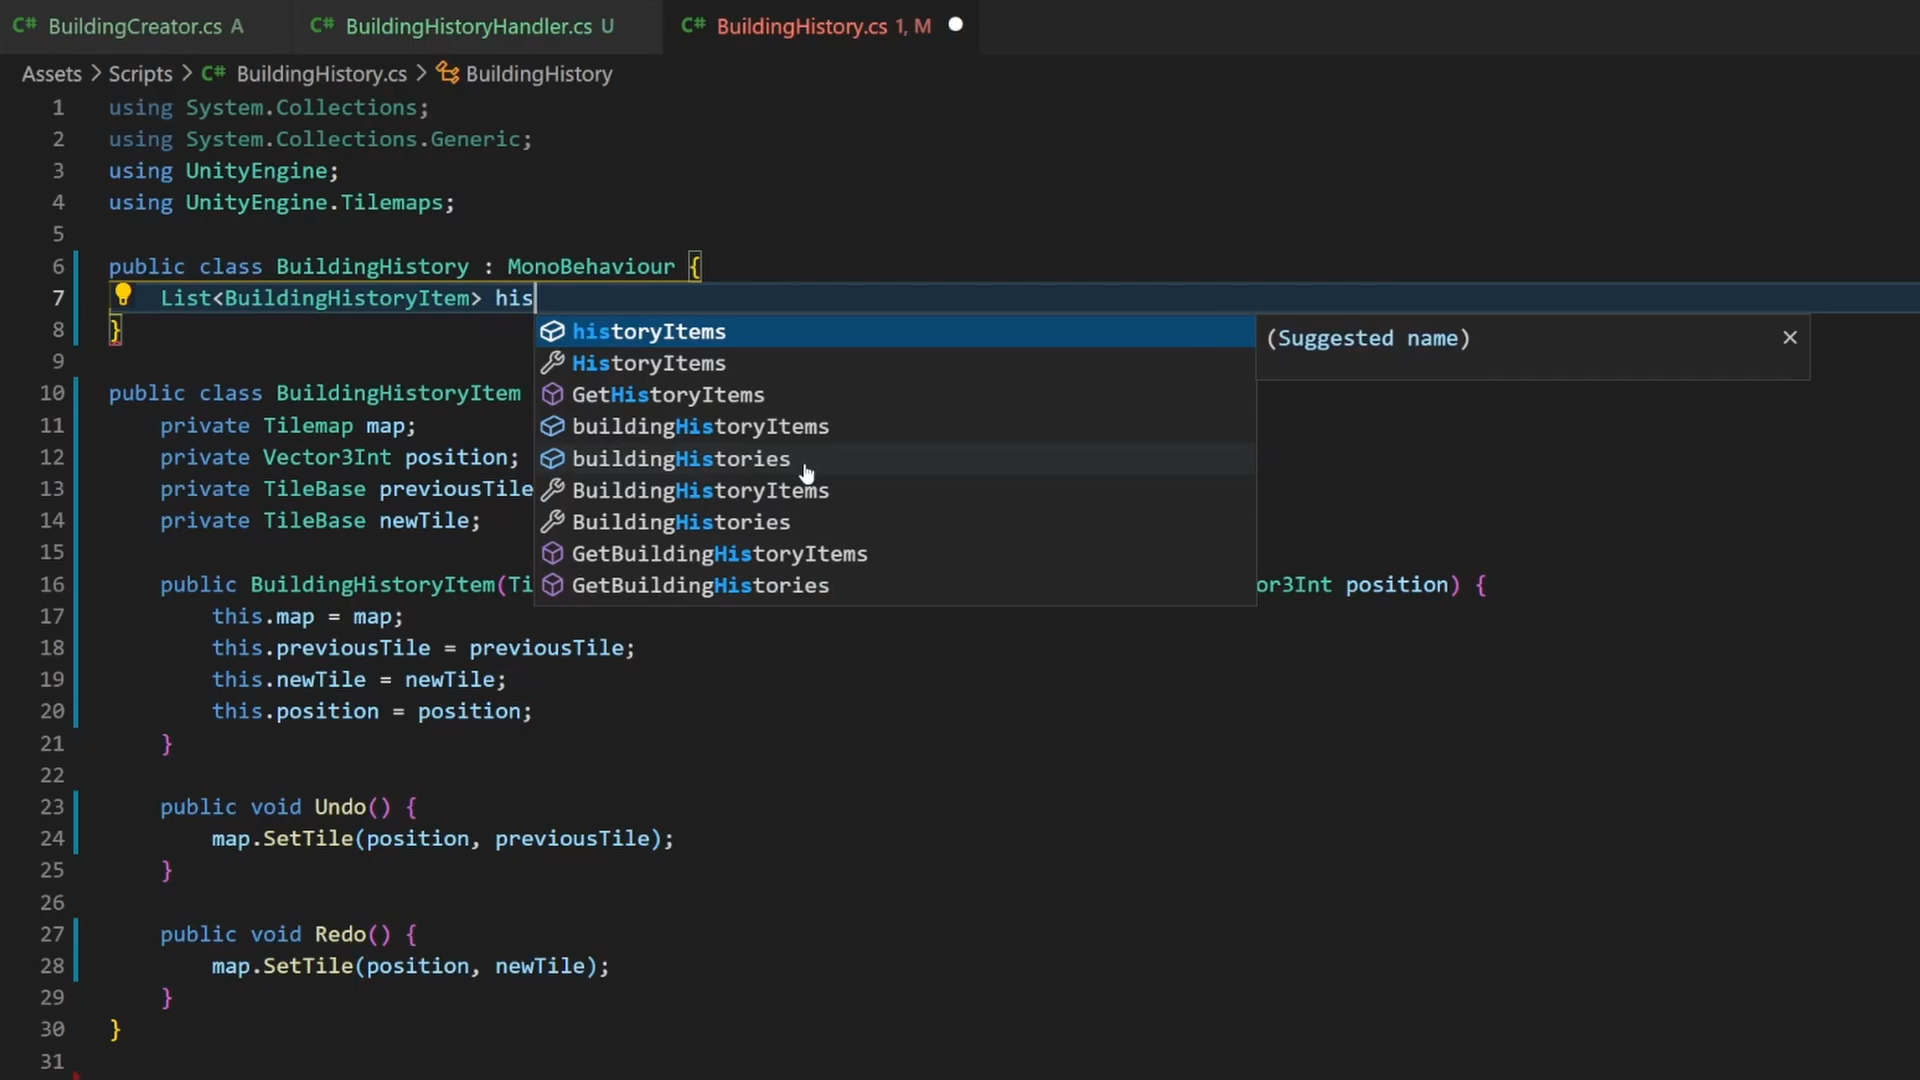 C# BuildingCreator.cs A C# BuildingHistoryHandler.cs U C# BuildingHistory.cs 1, M
Assets > Scripts > C# BuildingHistory.cs > BuildingHistory
1 using System.Collections;
2 using System.Collections.Generic;
3 using UnityEngine;
4 using UnityEngine.Tilemaps;
5
6 public class BuildingHistory : MonoBehaviour {
7 List<BuildingHistoryItem> his
8 }
historyItems
(Suggested name)
HistoryItems
GetHistoryItems
buildingHistoryItems
buildingHistories
BuildingHistoryItems
BuildingHistories
GetBuildingHistoryItems
GetBuildingHistories
9
10 public class BuildingHistoryItem
11 private Tilemap map;
12 private Vector3Int position;
13 private TileBase previousTile
14 private TileBase newTile;
15
16 public BuildingHistoryItem(Ti or3Int position) {
17 this.map = map;
18 this.previousTile = previousTile;
19 this.newTile = newTile;
20 this.position = position;
21 }
22
23 public void Undo() {
24 map.SetTile(position, previousTile);
25 }
26
27 public void Redo() {
28 map.SetTile(position, newTile);
29 }
30 }
31